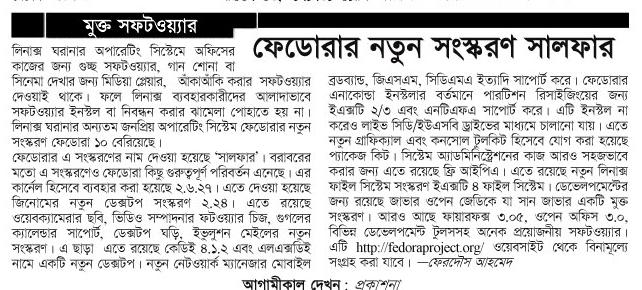 মুক্ত সফটওয়্যার
ফেডোরার নতুন সংস্করণ সালফার
লিনাক্স ঘরানার অপারেটিং সিস্টেমে অফিসের
কাজের জন্য গুচ্ছ সফটওয়্যার, গান শোনা বা
সিনেমা দেখার জন্য মিডিয়া প্লেয়ার, আঁকাআঁকি করার সফটওয়্যার
দেওয়াই থাকে। ফলে লিনাক্স ব্যবহারকারীদের আলাদাভাবে
সফটওয়্যার ইনস্টল বা নিবন্ধন করার ঝামেলা পোহাতে হয় না।
লিনাক্স ঘরানার অন্যতম জনপ্রিয় অপারেটিং সিস্টেম ফেডোরার নতুন
সংস্করণ ফেডোরা ১০ বেরিয়েছে।
ফেডোরার এ সংস্করণের নাম দেওয়া হয়েছে ‘সালফার’। বরাবরের
মতো এ সংস্করণেও ফেডোরা কিছু গুরুত্বপূর্ণ পরিবর্তন এনেছে। এর
কার্নেল হিসেবে ব্যবহার করা হয়েছে ২.৬.২৭। এতে দেওয়া হয়েছে
জিনোমের নতুন ডেক্সটপ সংস্করণ ২.২৪। এতে রয়েছে
ওয়েবক্যামেরার ছবি, ভিডিও সম্পাদনার ফটওয়্যার চিজ, গুগলের
ক্যালেন্ডার সাপোর্ট, ডেক্সটপ ঘড়ি, ইভল্যুশন মেইলের নতুন
সংস্করণ। এ ছাড়া এতে রয়েছে কেডিই ৪.১.২ এবং এলএক্সডিই
নামে একটি নতুন ডেক্সটপ। নতুন নেটওয়ার্ক ম্যানেজার মোবাইল
ব্রডব্যান্ড, জিএসএম, সিডিএমএ ইত্যাদি সাপোর্ট করে। ফেডোরার
এনাকোন্ডা ইনস্টলার বর্তমানে পারটিশন রিসাইজিংয়ের জন্য
ইএক্সটি ২/৩ এবং এনটিএফএ সাপোর্ট করে। এটি ইনস্টল না
করেও লাইভ সিডি/ইউএসবি ড্রাইভের মাধ্যমে চালানো যায়। এতে
নতুন গ্রাফিক্যাল এবং কনসোল টুলকিট হিসেবে যোগ করা হয়েছে
প্যাকেজ কিট। সিস্টেম অ্যাডমিনিস্ট্রেশনের কাজ আরও সহজভাবে
করার জন্য এতে রয়েছে ফ্রি আইপিএ। এতে রয়েছে নতুন লিনাক্স
ফাইল সিস্টেম সংস্করণ ইএক্সটি ৪ ফাইল সিস্টেম। ডেভেলপমেন্টের
জন্য রয়েছে জাভার ওপেন জেডিকে যা সান জাভার একটি মুক্ত
সংস্করণ। আরও আছে ফায়ারফক্স ৩.০৫, ওপেন অফিস ৩.০,
বিভিন্ন ডেভেলপমেন্ট টুলসসহ অনেক প্রয়োজনীয় সফটওয়্যার।
এটি http://fedoraproject.org/ ওয়েবসাইট থেকে বিনামূল্যে
সংগ্রহ করা যাবে। —ফেরদৌস আহমেদ
আগামীকাল দেখুন : প্রকাশনা